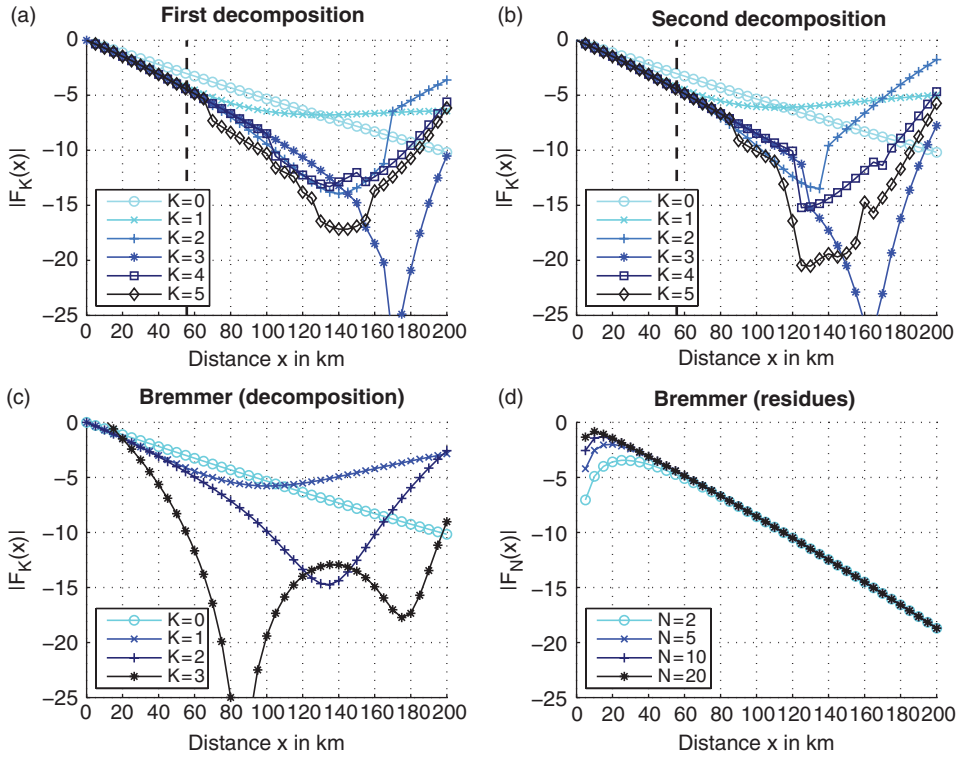 (a)
First decomposition
|F_K(x)|
0
−5
−10
−15
−20
−25
K=0
K=1
K=2
K=3
K=4
K=5
0 20 40 60 80 100 120 140 160 180 200
Distance x in km
(b)
Second decomposition
|F_K(x)|
0
−5
−10
−15
−20
−25
K=0
K=1
K=2
K=3
K=4
K=5
0 20 40 60 80 100 120 140 160 180 200
Distance x in km
(c)
Bremmer (decomposition)
|F_K(x)|
0
−5
−10
−15
−20
−25
K=0
K=1
K=2
K=3
0 20 40 60 80 100 120 140 160 180 200
Distance x in km
(d)
Bremmer (residues)
|F_N(x)|
0
−5
−10
−15
−20
−25
N=2
N=5
N=10
N=20
0 20 40 60 80 100 120 140 160 180 200
Distance x in km